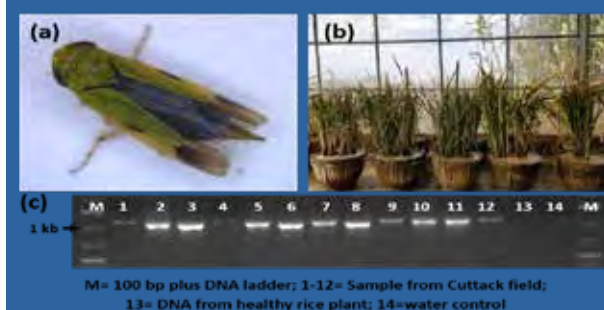 (a)
(b)
(c)
M 1 2 3 4 5 6 7 8 9 10 11 12 13 14 M
1 kb
M= 100 bp plus DNA ladder; 1-12= Sample from Cuttack field;
13= DNA from healthy rice plant; 14=water control